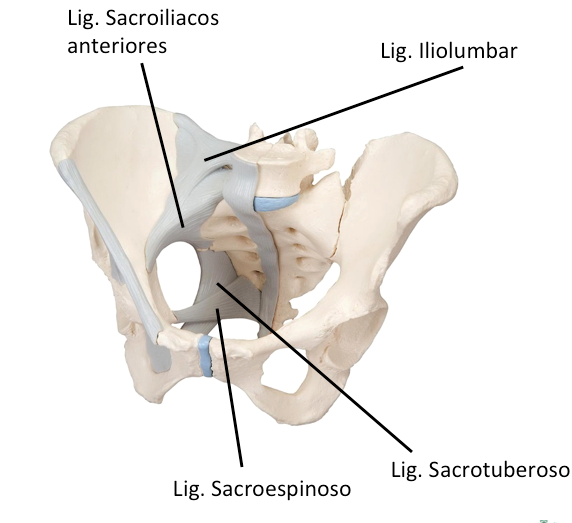 Lig. Sacroiliacos
anteriores
Lig. Iliolumbar
Lig. Sacrotuberoso
Lig. Sacroespinoso